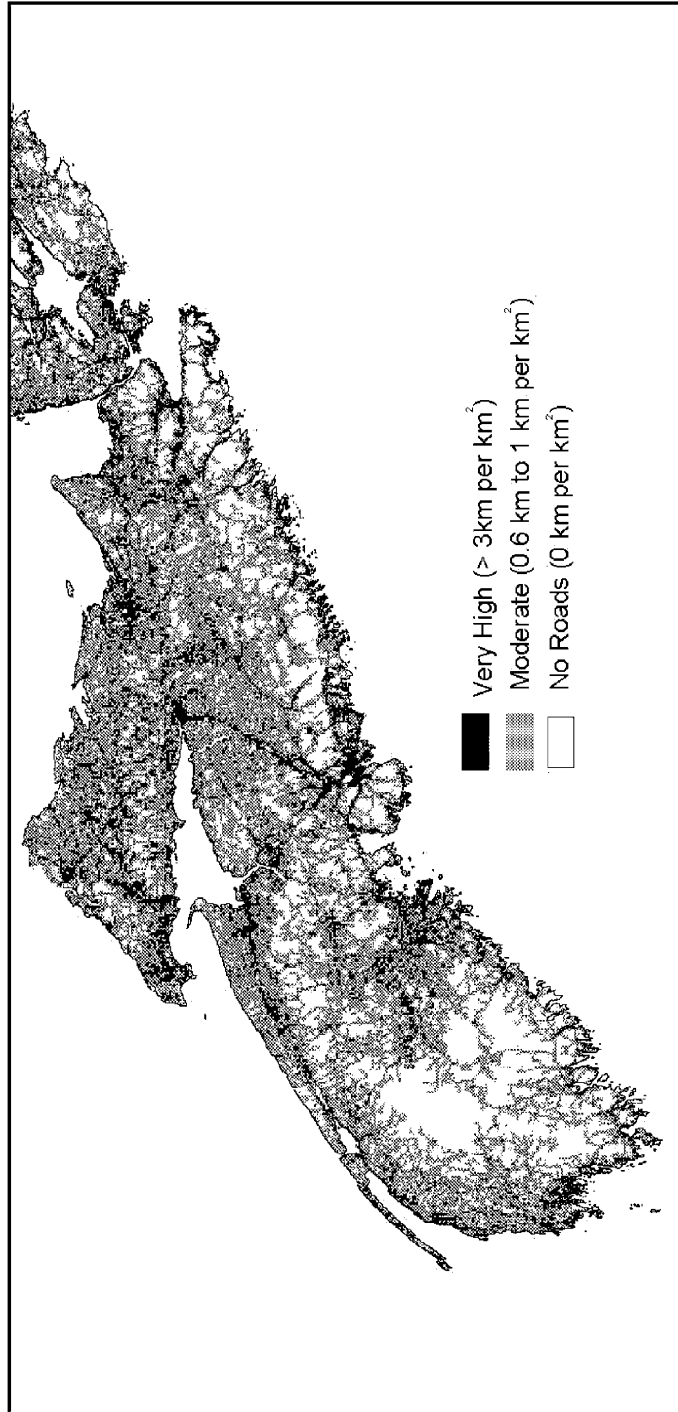 Very High (> 3km per km²)
Moderate (0.6 km to 1 km per km²)
No Roads (0 km per km²)